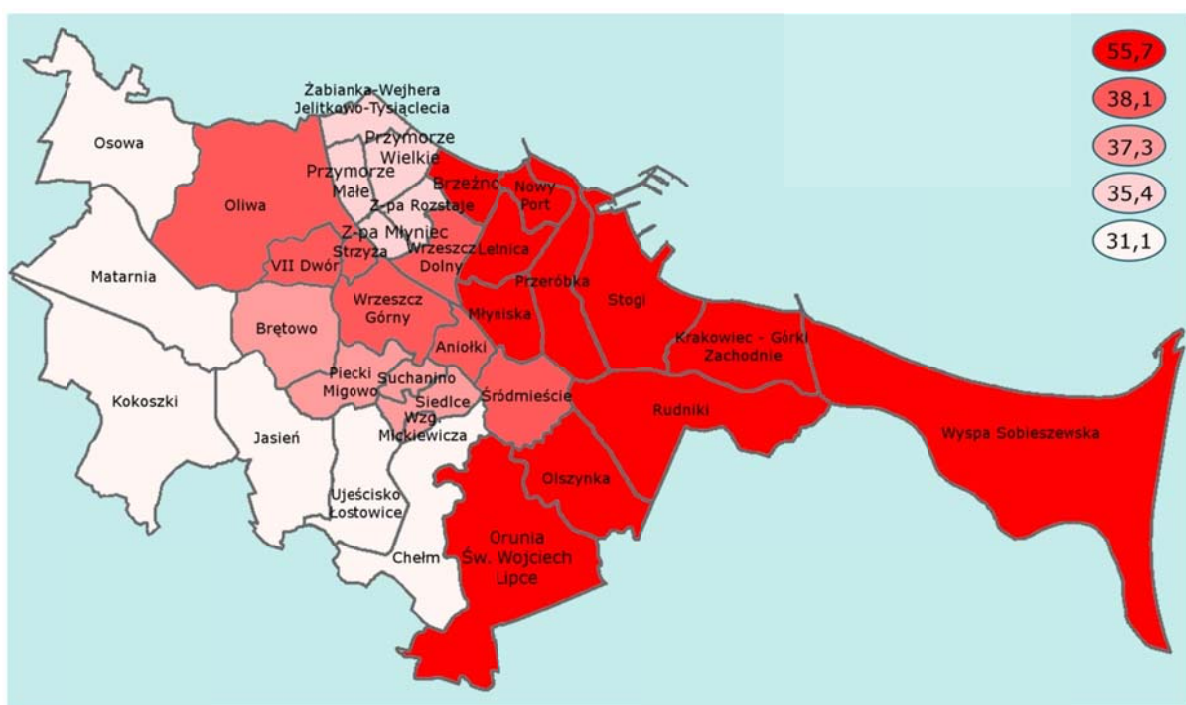 55,7
38,1
37,3
35,4
31,1
Żabianka-Wejhera
Jelitkowo-Tysiąclecia
Osowa
Przymorze
Wielkie
Przymorze
Małe
Brzeźno
Nowy
Port
Oliwa
Z-pa Rozstaje
Z-pa Młyniec
Strzyża
Wrzeszcz
Dolny
Letnica
VII Dwór
Matarnia
Przeróbka
Stogi
Wrzeszcz
Górny
Młyniska
Brętowo
Aniołki
Krakowiec - Górki
Zachodnie
Piecki
Migowo
Suchanino
Siedlce
Śródmieście
Kokoszki
Wzg.
Mickiewicza
Rudniki
Jasień
Wyspa Sobieszewska
Olszynka
Ujeścisko
Łostowice
Orunia
Św. Wojciech
Lipce
Chełm